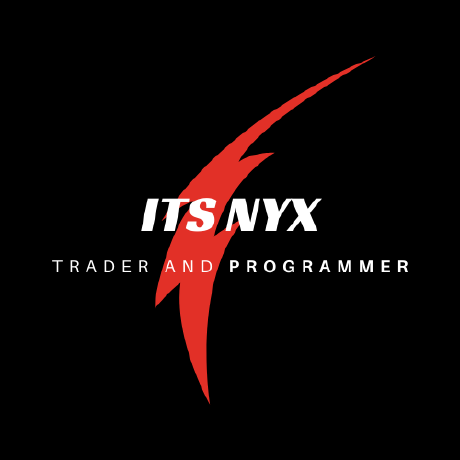 ITS NYX
TRADER AND PROGRAMMER